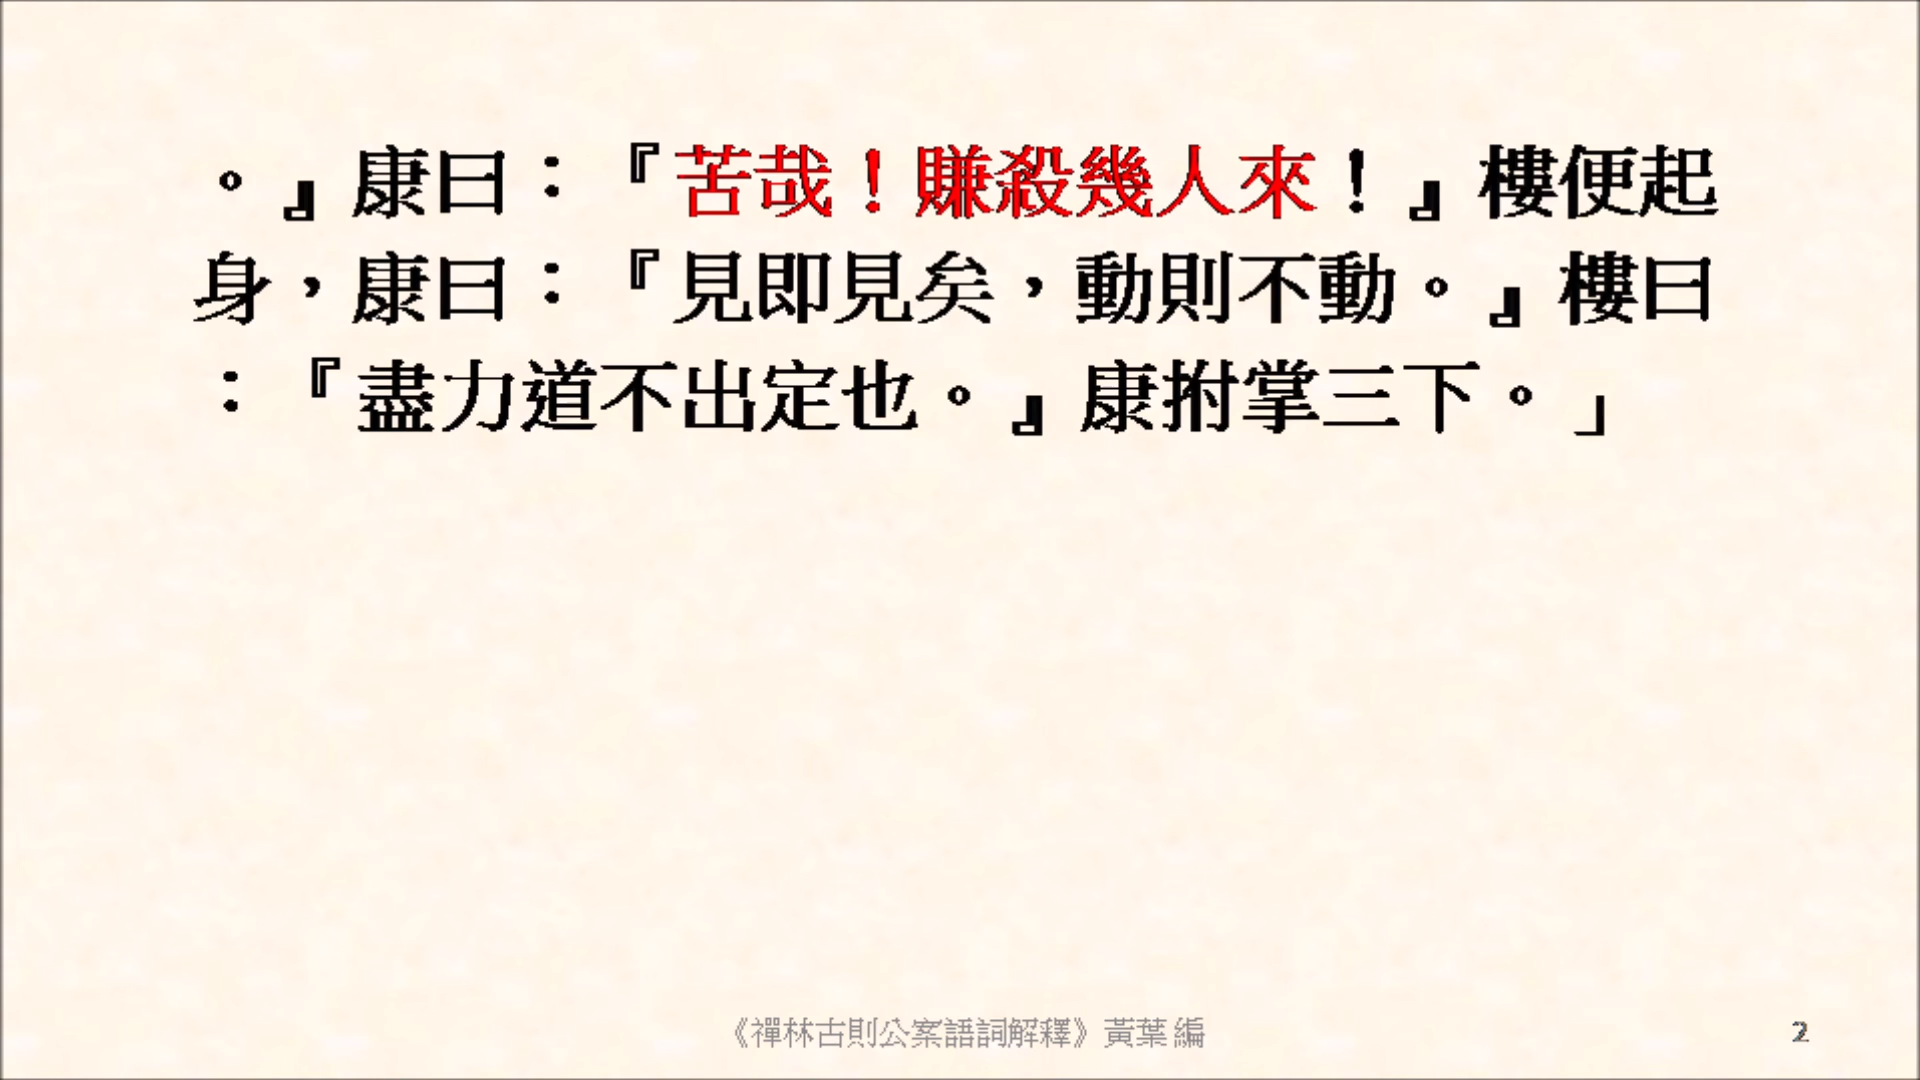 。』康曰：『苦哉！賺殺幾人來！』樓便起
身，康曰：『見即見矣，動則不動。』樓曰
：『盡力道不出定也。』康拊掌三下。」
《禪林古則公案語詞解釋》黃葉 編
2